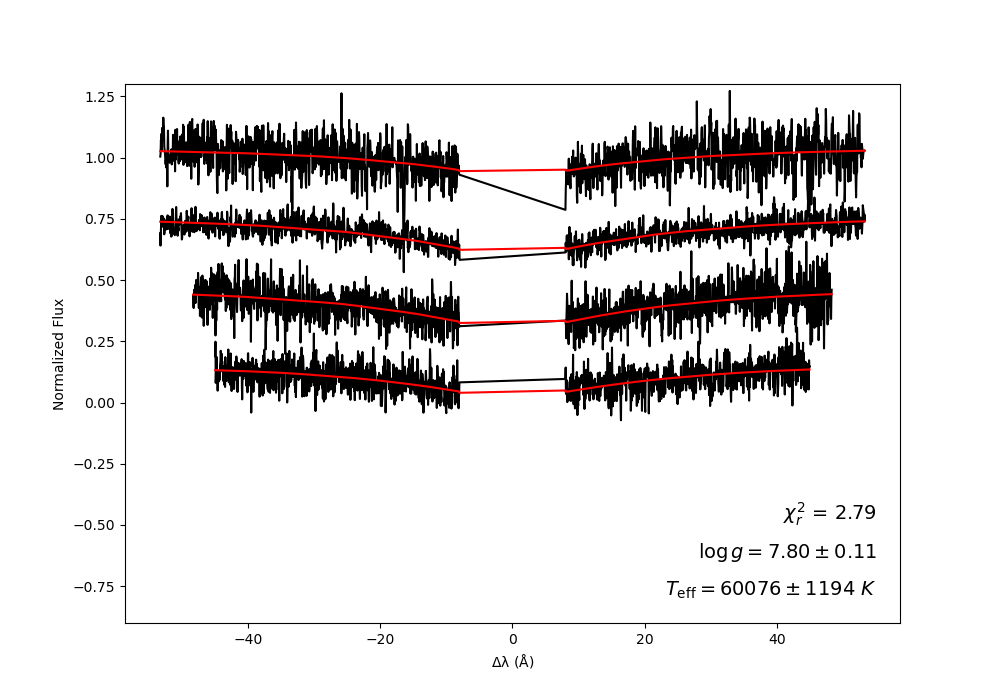 1.25
1.00
0.75
0.50
0.25
0.00
−0.25
−0.50
−0.75
Normalized Flux
χ²ᵣ = 2.79
log g = 7.80 ± 0.11
T_eff = 60076 ± 1194 K
−40
−20
0
20
40
Δλ (Å)